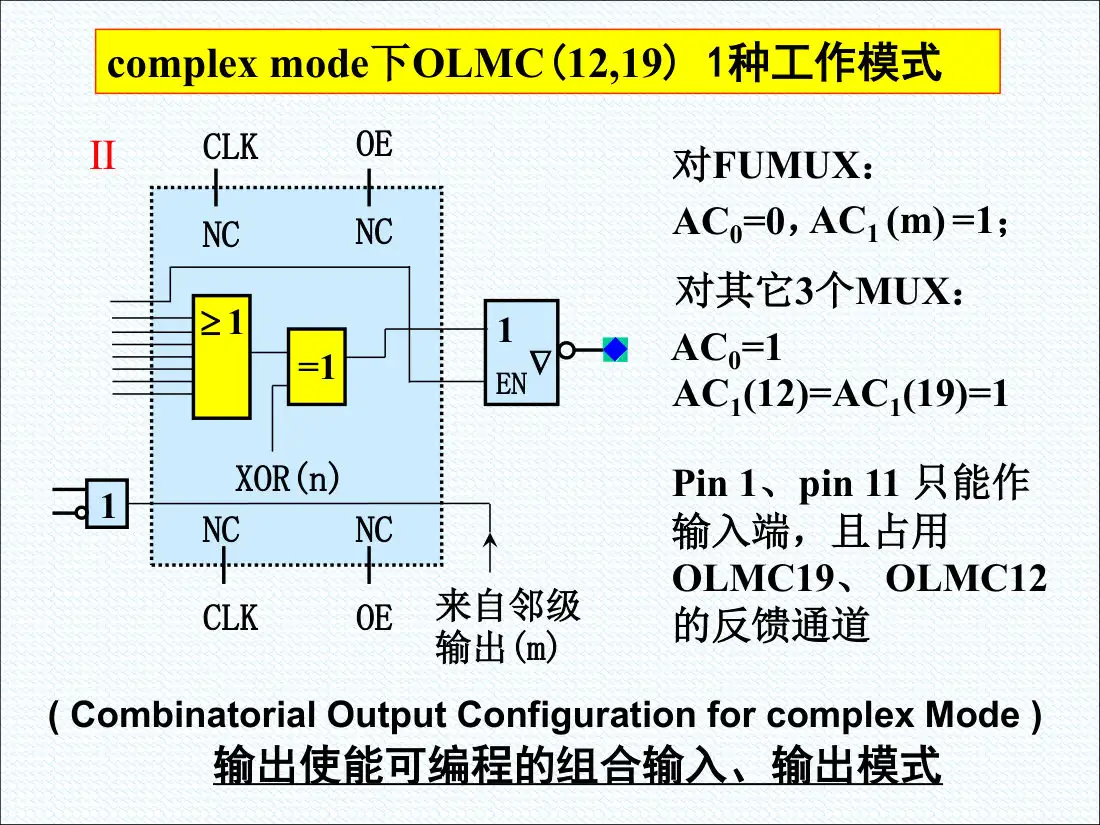 complex mode下OLMC(12,19) 1种工作模式
II
CLK
OE
NC
NC
≥1
=1
1
EN
∇
XOR(n)
1
NC
NC
CLK
OE
来自邻级
输出(m)
对FUMUX：
AC₀=0，AC₁(m)=1；
对其它3个MUX：
AC₀=1
AC₁(12)=AC₁(19)=1
Pin 1、pin 11 只能作
输入端，且占用
OLMC19、 OLMC12
的反馈通道
( Combinatorial Output Configuration for complex Mode )
输出使能可编程的组合输入、输出模式